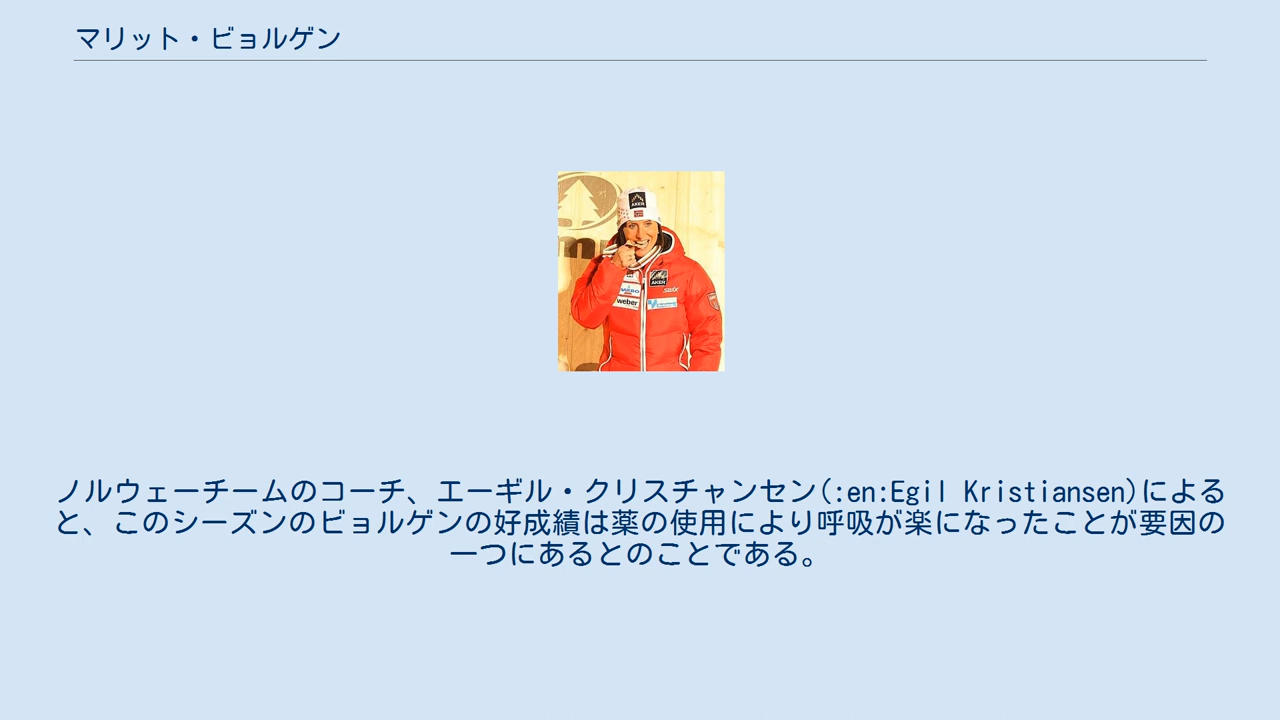 マリット・ビョルゲン
AKER
AKER
Swix
weber
ノルウェーチームのコーチ、エーギル・クリスチャンセン(:en:Egil Kristiansen)による
と、このシーズンのビョルゲンの好成績は薬の使用により呼吸が楽になったことが要因の
一つにあるとのことである。